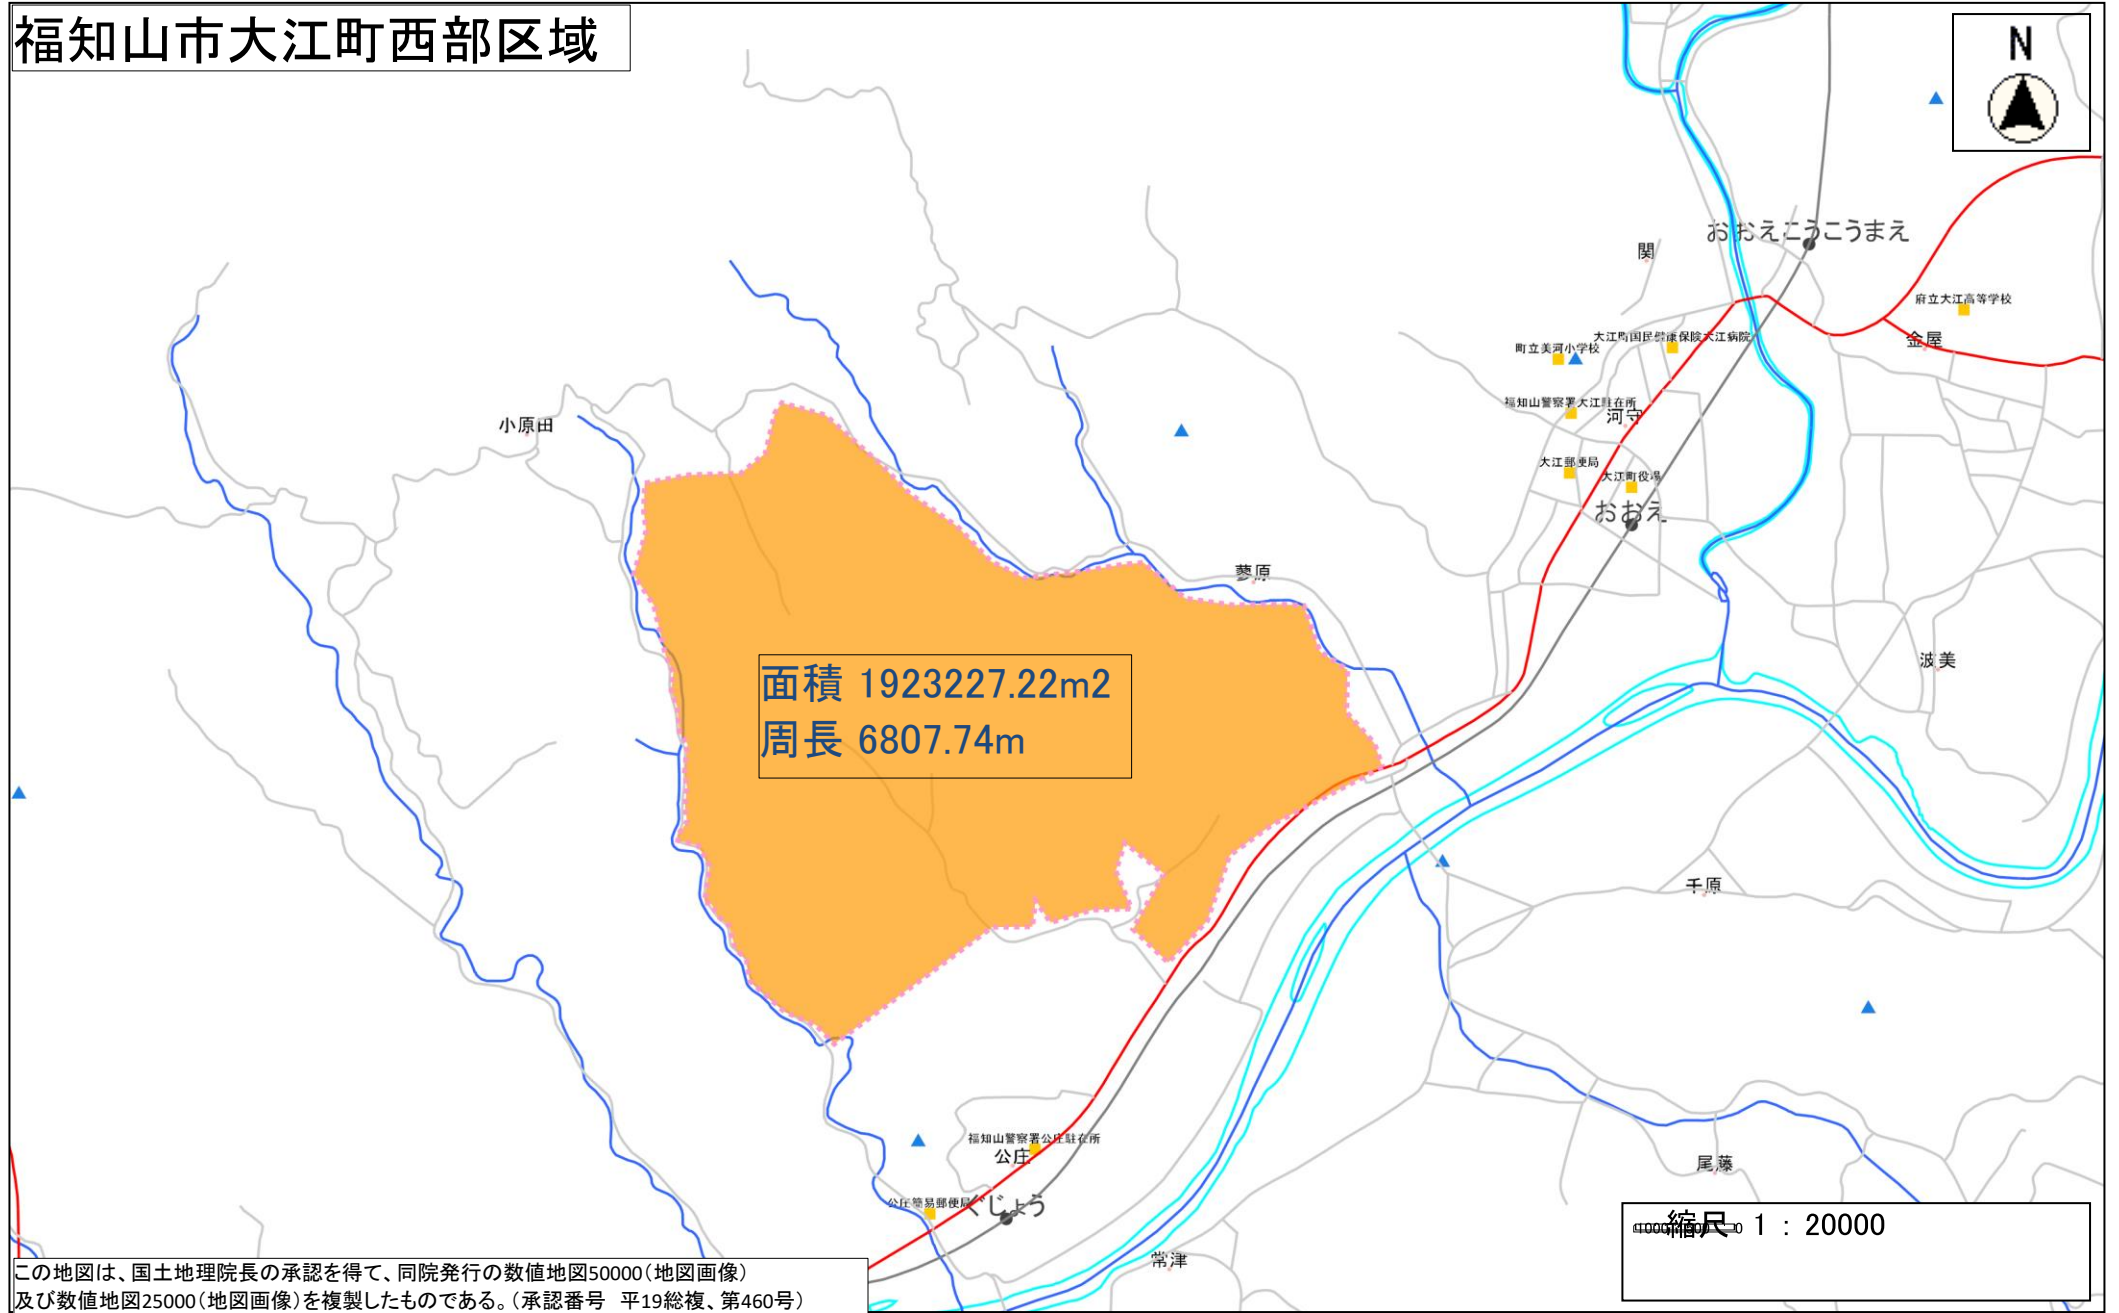 福知山市大江町西部区域
N
おおえこうこうまえ
関
府立大江高等学校
大江町国民健康保険大江病院
町立美河小学校
金屋
福知山警察署大江駐在所
河守
小原田
大江郵便局
大江町役場
おおえ
蓼原
波美
面積 1923227.22m2
周長 6807.74m
千原
福知山警察署公庄駐在所
公庄
尾藤
公庄簡易郵便局
ぐじょう
縮尺 1 : 20000
常津
この地図は、国土地理院長の承認を得て、同院発行の数値地図50000(地図画像)
及び数値地図25000(地図画像)を複製したものである。(承認番号 平19総複、第460号)